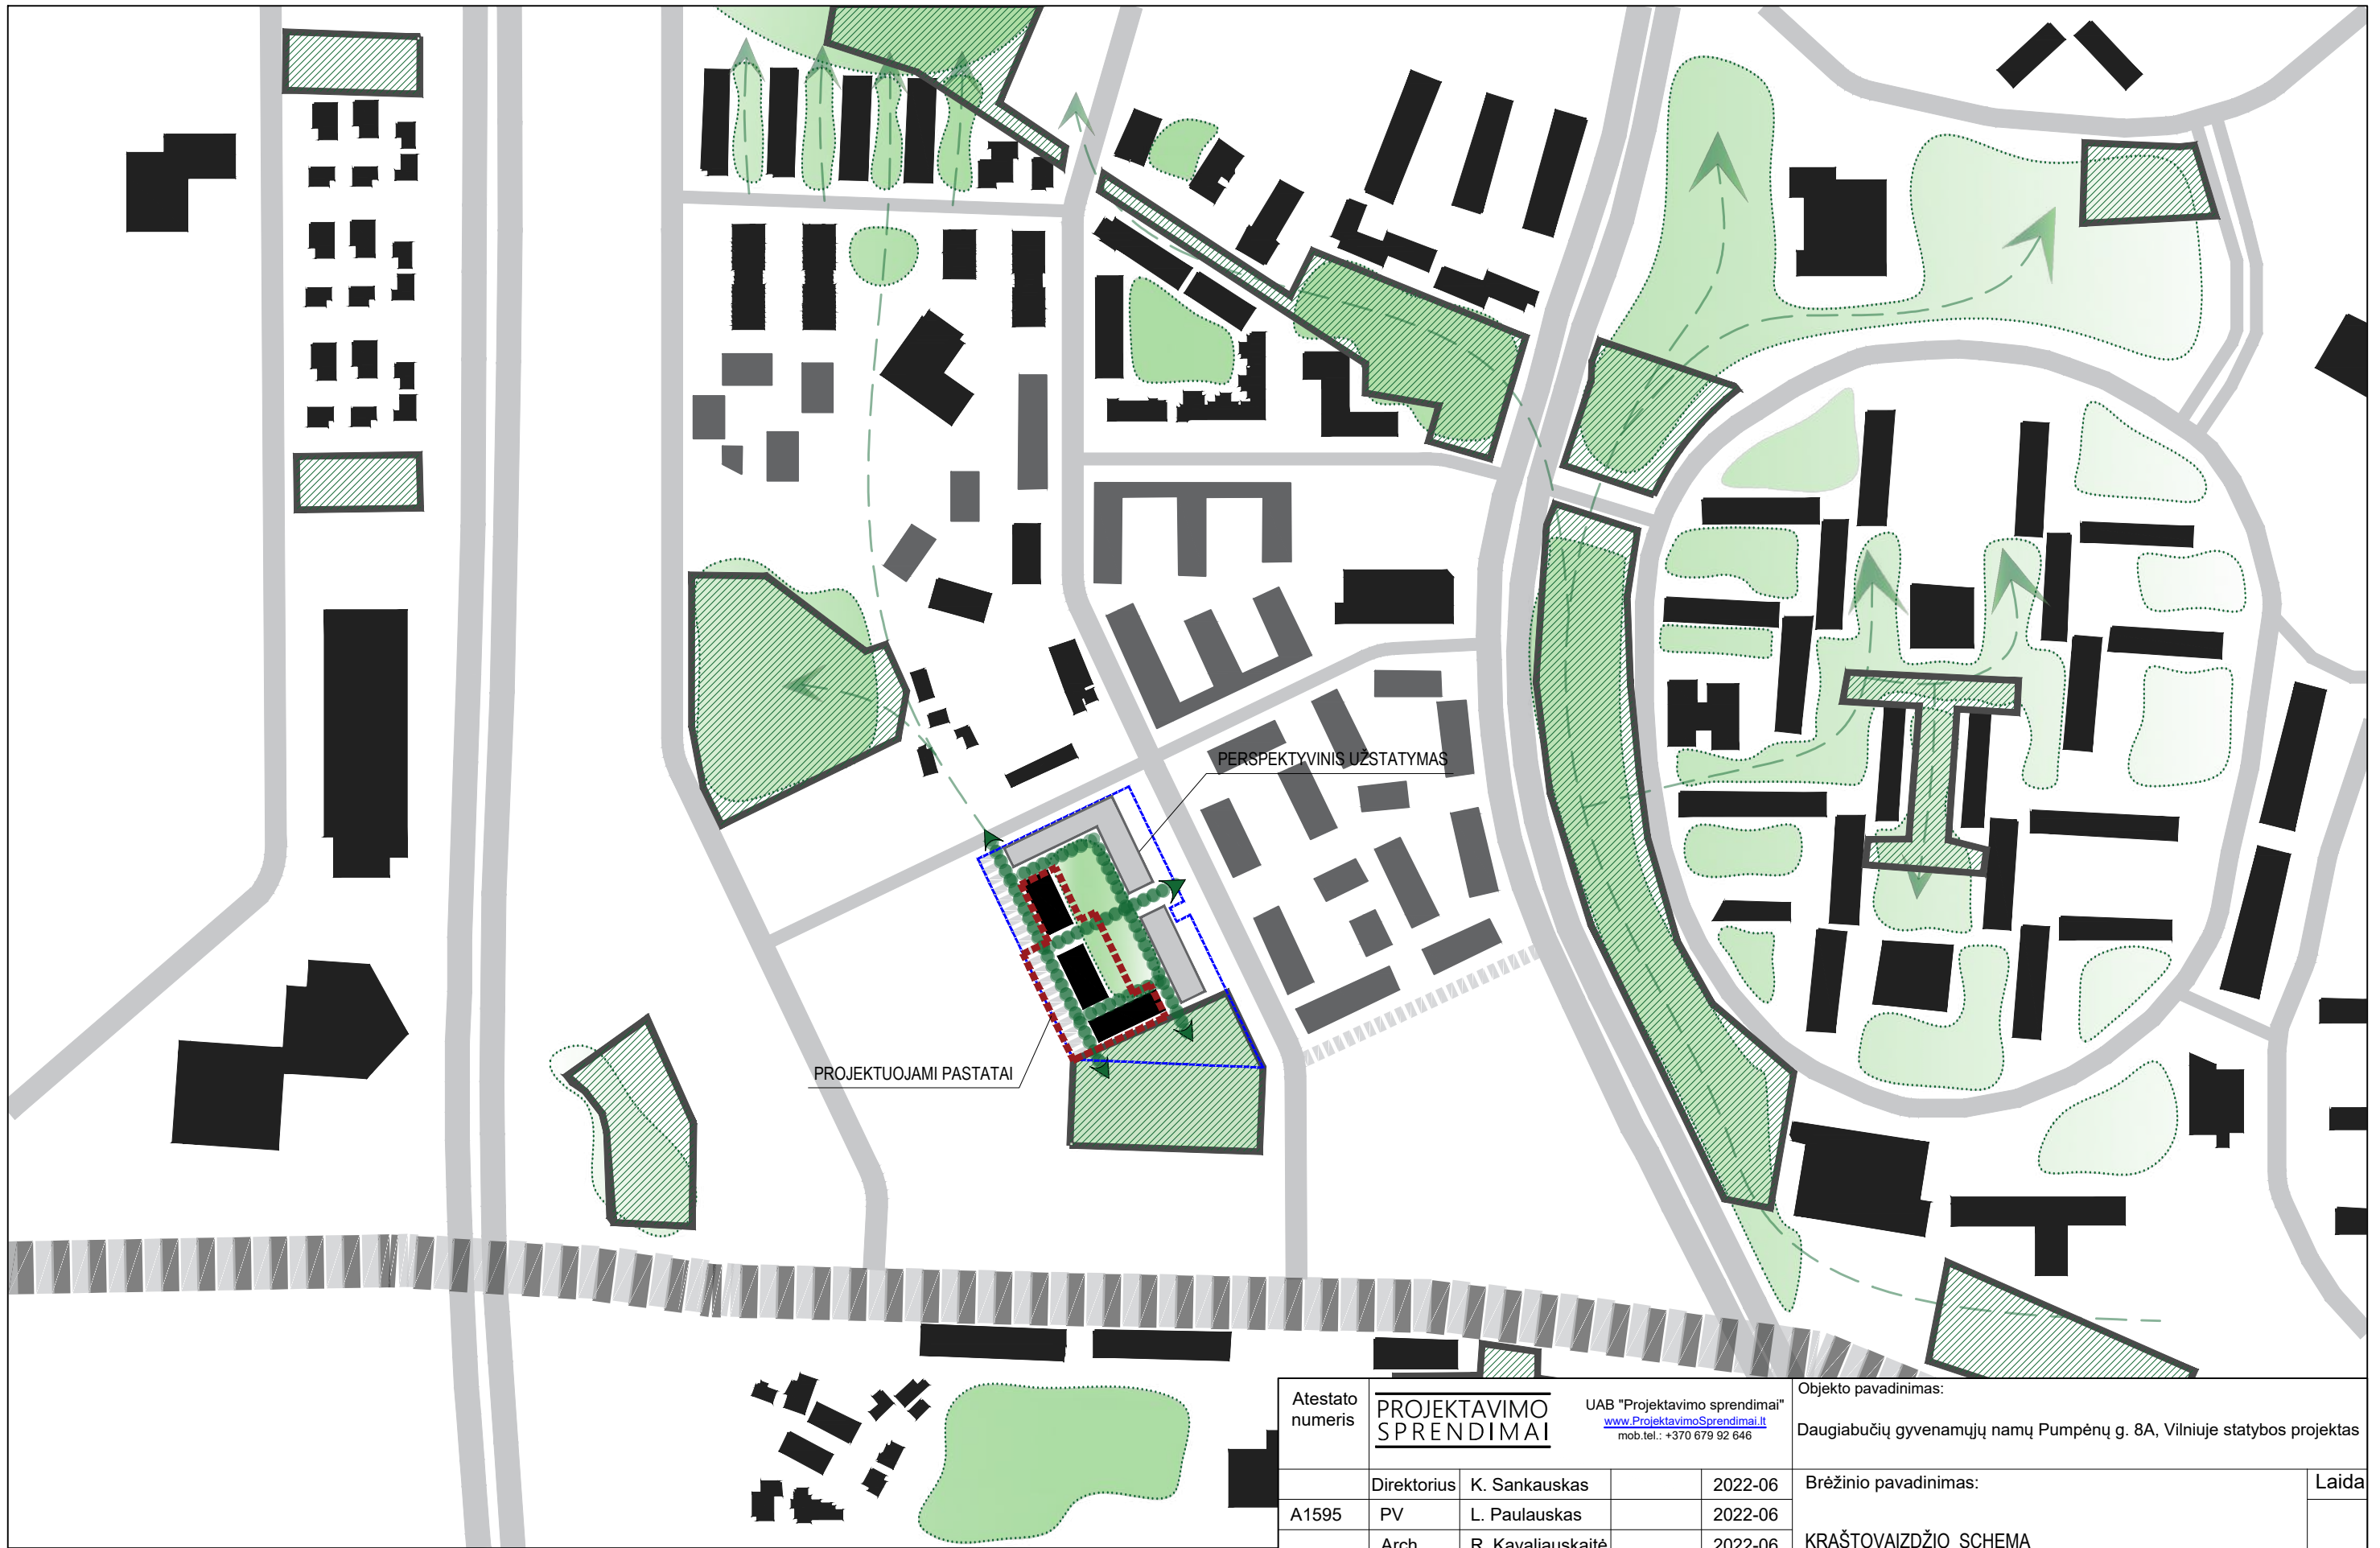 PERSPEKTYVINIS UŽSTATYMAS
PROJEKTUOJAMI PASTATAI
Atestato
numeris
PROJEKTAVIMO
SPRENDIMAI
UAB "Projektavimo sprendimai"
www.ProjektavimoSprendimai.lt
mob.tel.: +370 679 92 646
Objekto pavadinimas:
Daugiabučių gyvenamųjų namų Pumpėnų g. 8A, Vilniuje statybos projektas
Direktorius K. Sankauskas 2022-06
Brėžinio pavadinimas:
Laida
A1595 PV L. Paulauskas 2022-06
Arch. R. Kavaliauskaitė 2022-06
KRAŠTOVAIZDŽIO SCHEMA